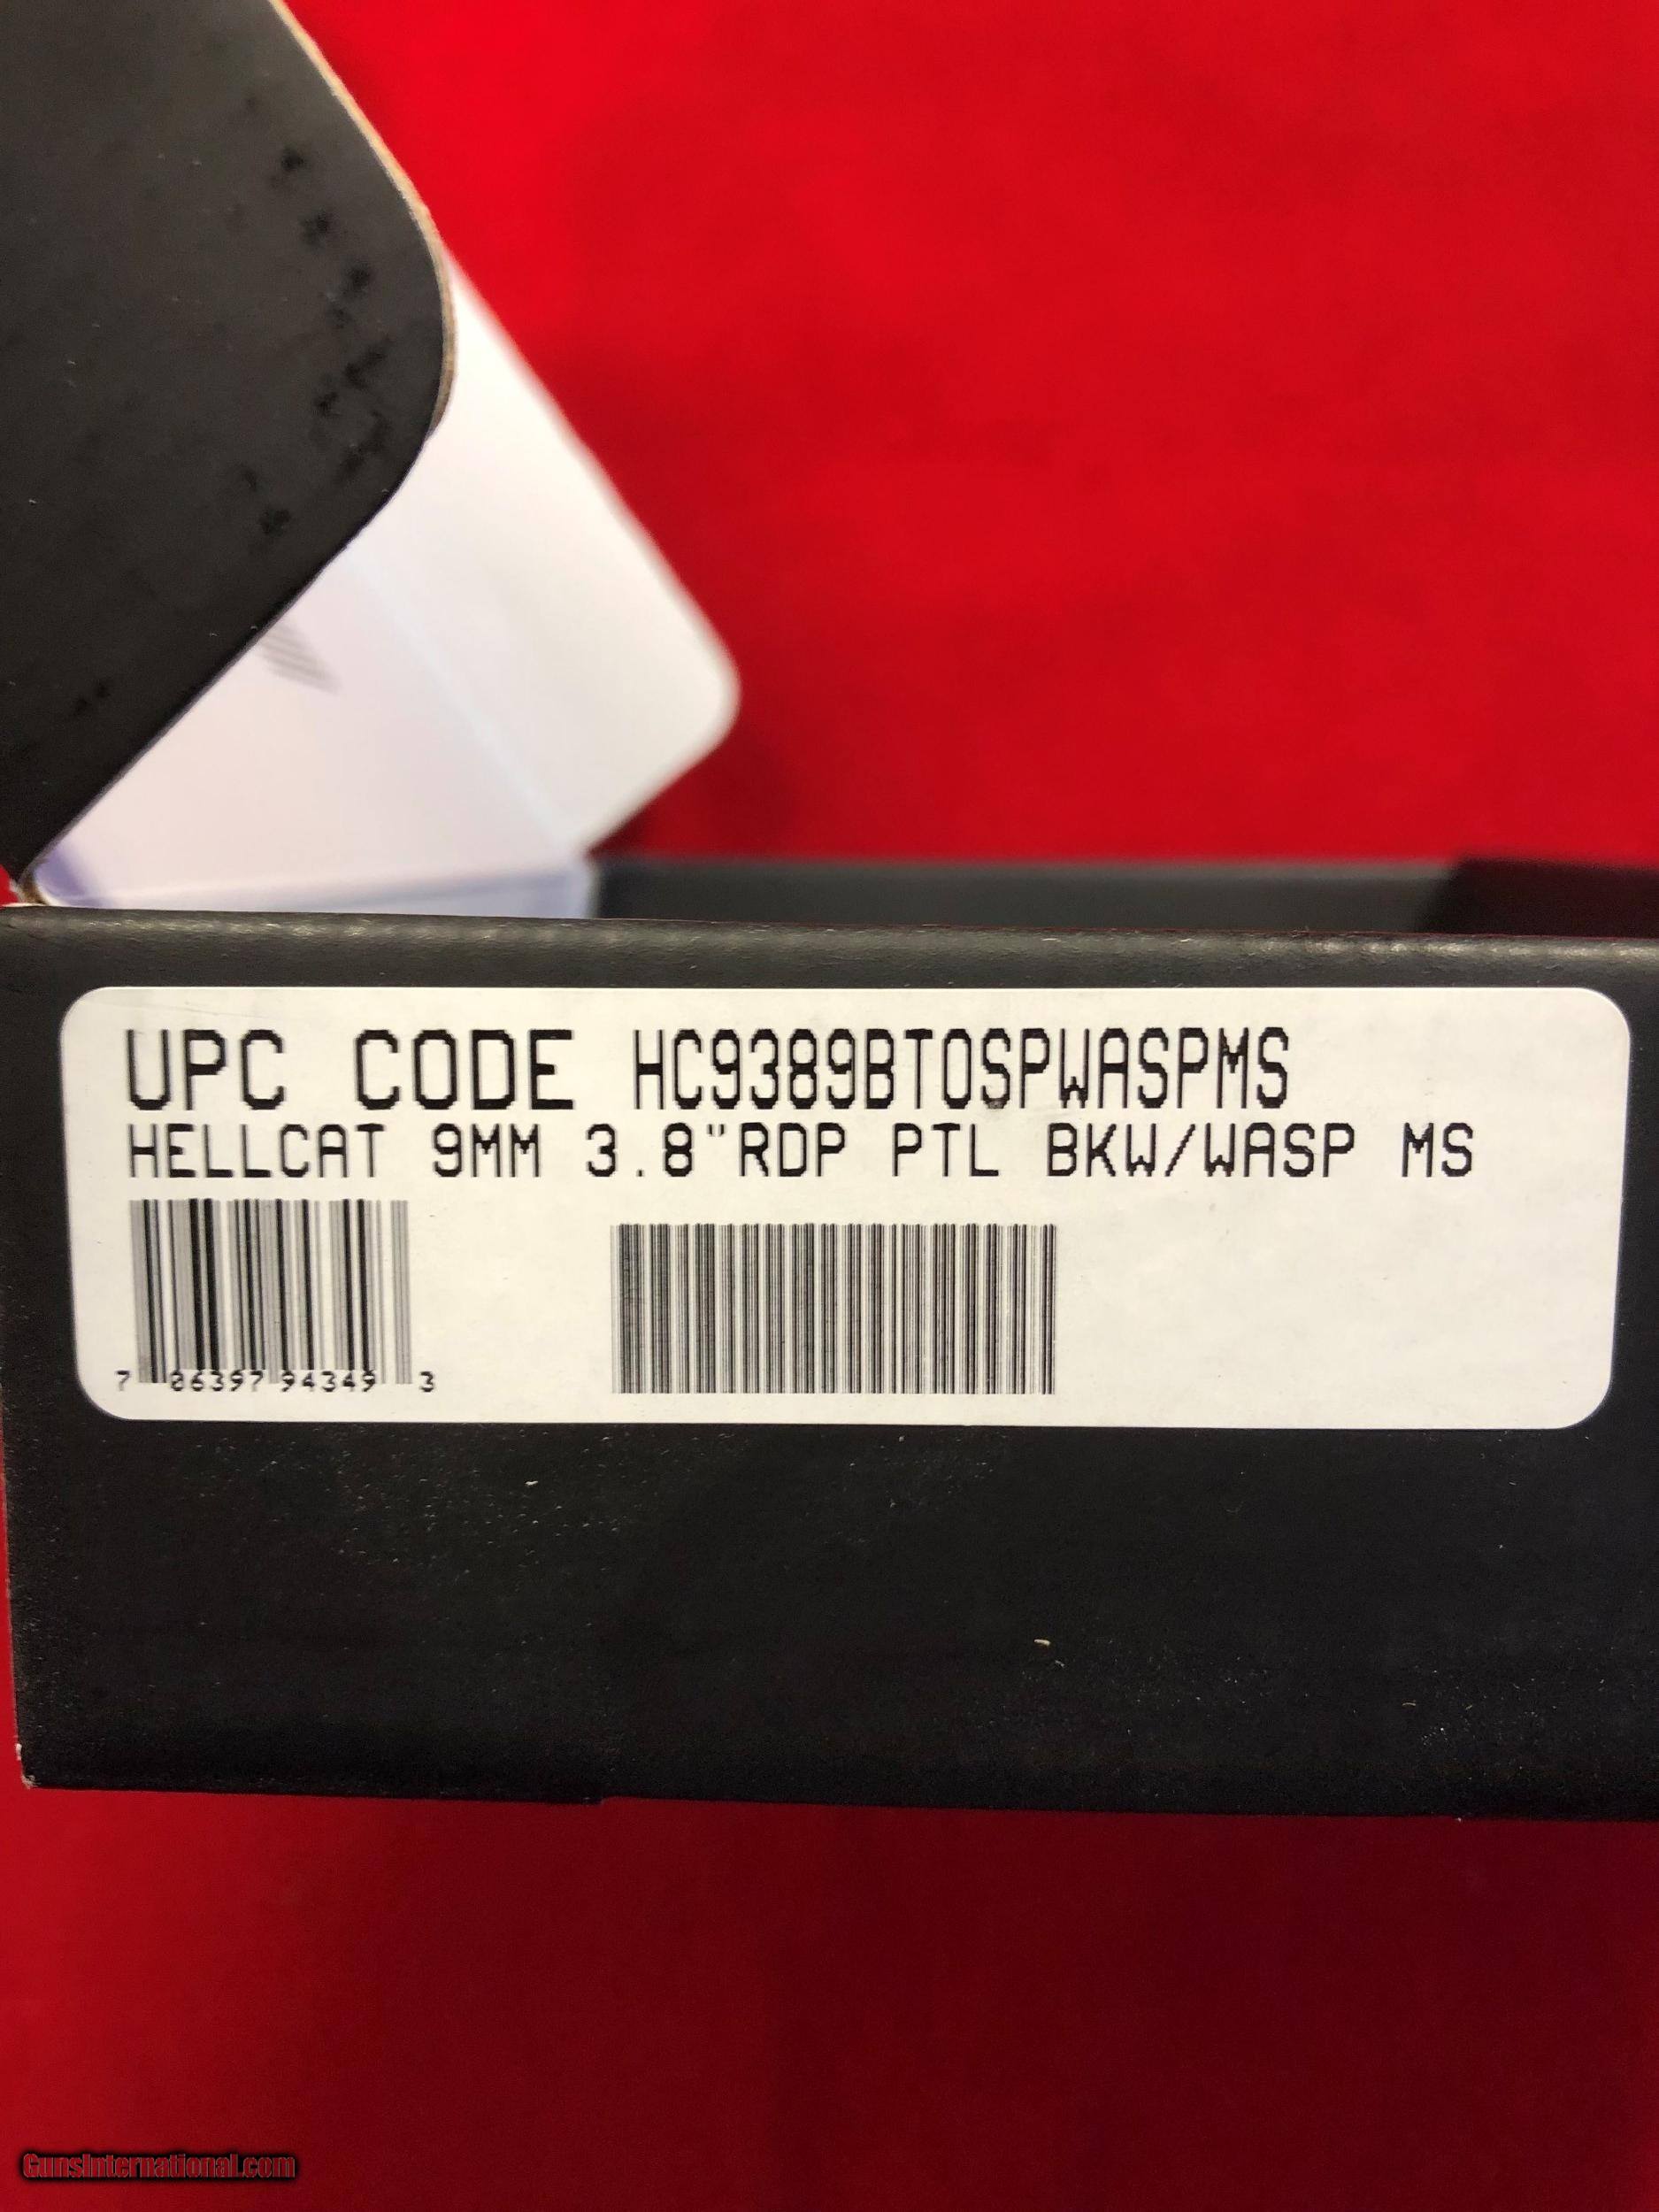 UPC CODE HC9389BTOSPWASPMS
HELLCAT 9MM 3.8"RDP PTL BKW/WASP MS
7 06397 94349 3
GunsInternational.com